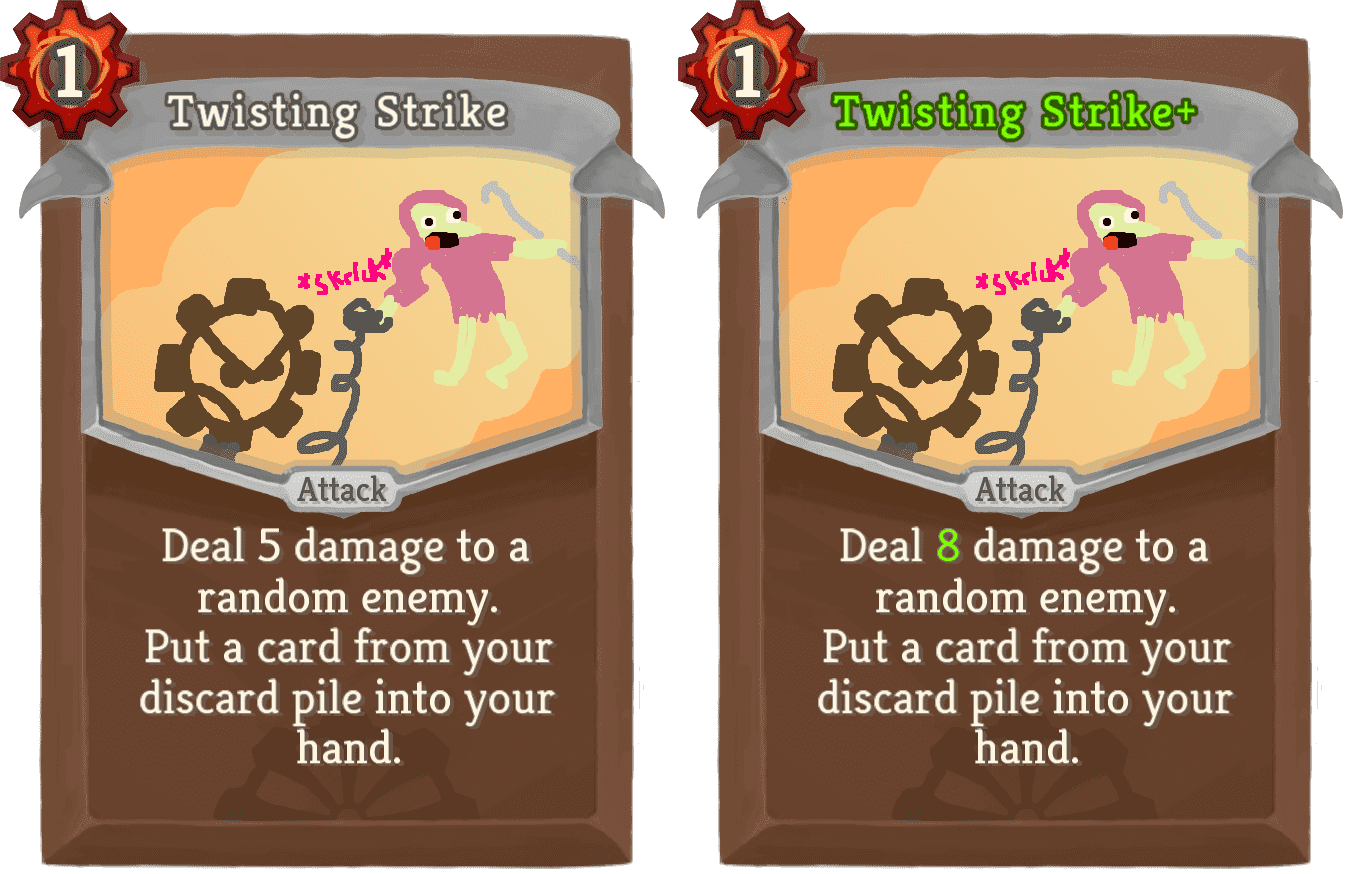 1
Twisting Strike
*skrluk*
Attack
Deal 5 damage to a
random enemy.
Put a card from your
discard pile into your
hand.
1
Twisting Strike+
*skrluk*
Attack
Deal 8 damage to a
random enemy.
Put a card from your
discard pile into your
hand.